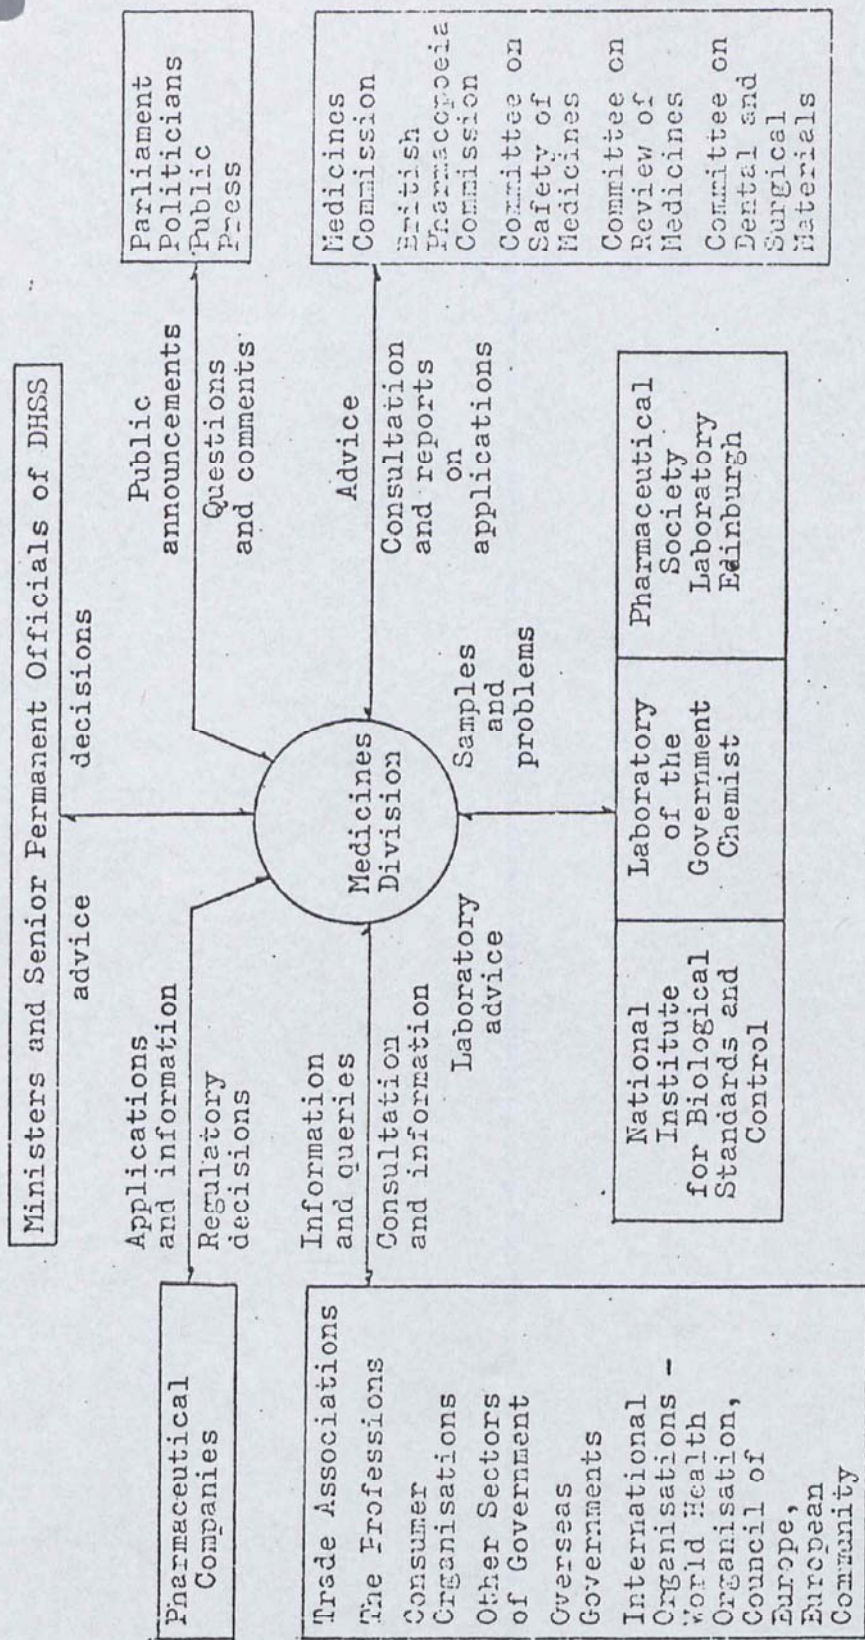 Ministers and Senior Permanent Officials of DHSS
advice
decisions
Pharmaceutical
Companies
Applications
and information
Regulatory
decisions
Public
announcements
Questions
and comments
Parliament
Politicians
Public
Press
Medicines
Division
Trade Associations
The Professions
Consumer
Organisations
Other Sectors
of Government
Overseas
Governments
International
Organisations -
World Health
Organisation,
Council of
Europe,
European
Community
Information
and queries
Consultation
and information
Advice
Consultation
and reports
on
applications
Medicines
Commission
British
Pharmacopoeia
Commission
Committee on
Safety of
Medicines
Committee on
Review of
Medicines
Committee on
Dental and
Surgical
Materials
Laboratory
advice
Samples
and
problems
National
Institute
for Biological
Standards and
Control
Laboratory
of the
Government
Chemist
Pharmaceutical
Society
Laboratory
Edinburgh